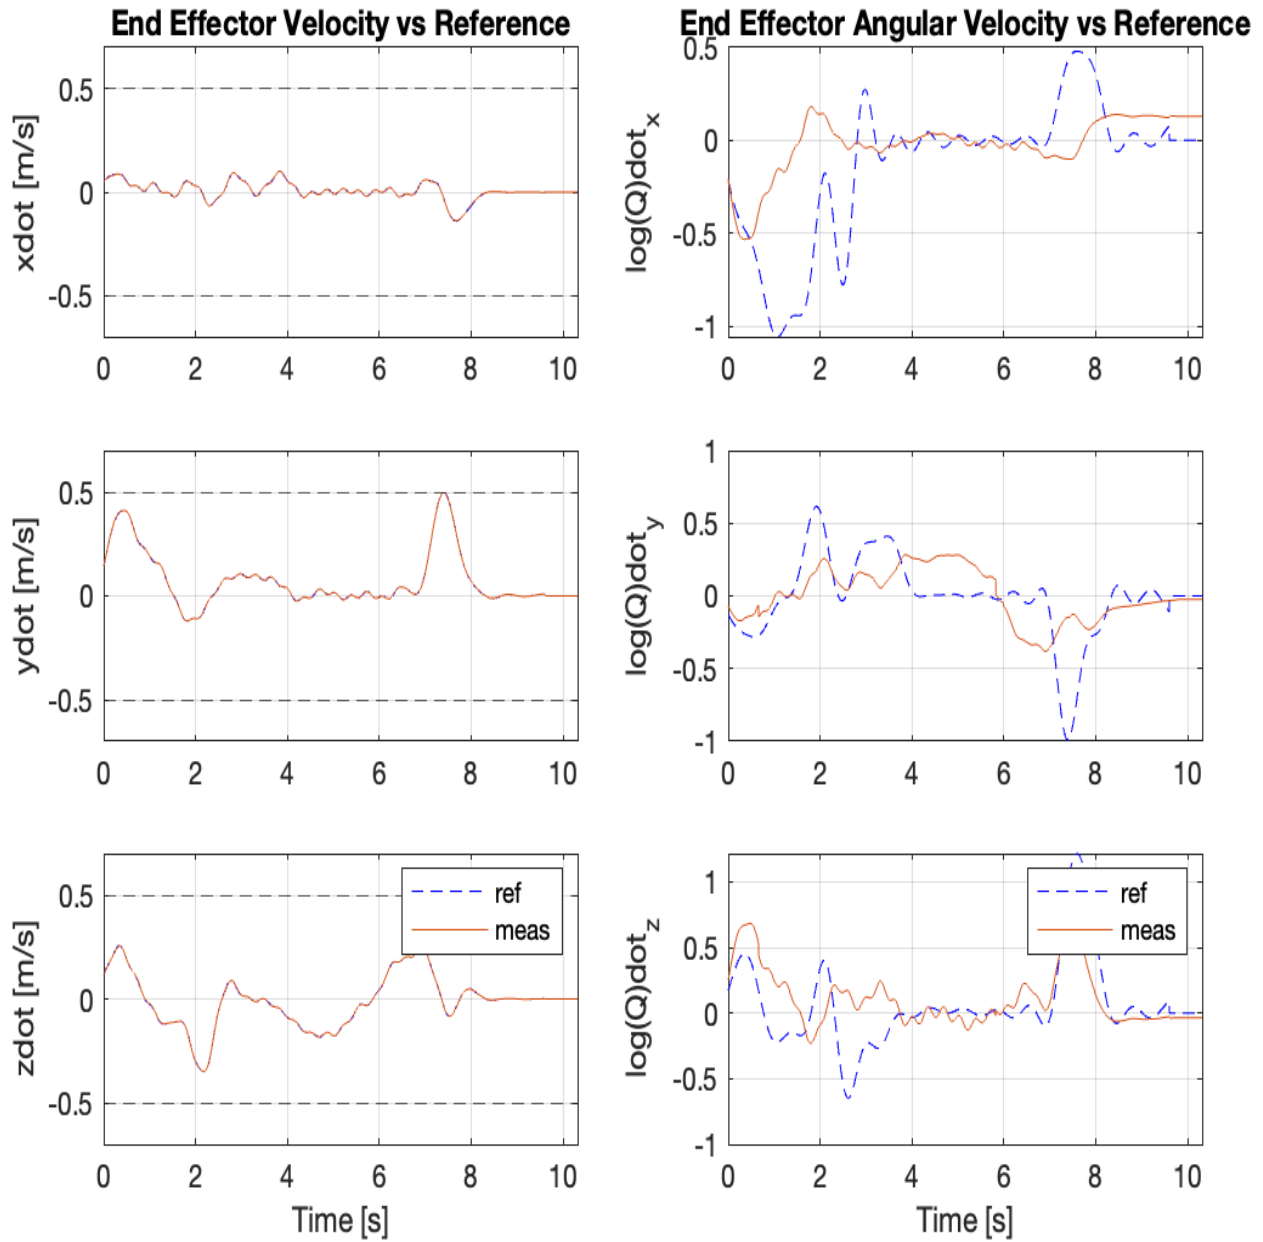 End Effector Velocity vs Reference
xdot [m/s]
0.5
0
-0.5
0 2 4 6 8 10
End Effector Angular Velocity vs Reference
log(Q)dot_x
0.5
0
-0.5
-1
0 2 4 6 8 10
ydot [m/s]
0.5
0
-0.5
0 2 4 6 8 10
log(Q)dot_y
1
0.5
0
-0.5
-1
0 2 4 6 8 10
zdot [m/s]
0.5
0
-0.5
ref
meas
0 2 4 6 8 10
Time [s]
log(Q)dot_z
1
0.5
0
-0.5
-1
ref
meas
0 2 4 6 8 10
Time [s]